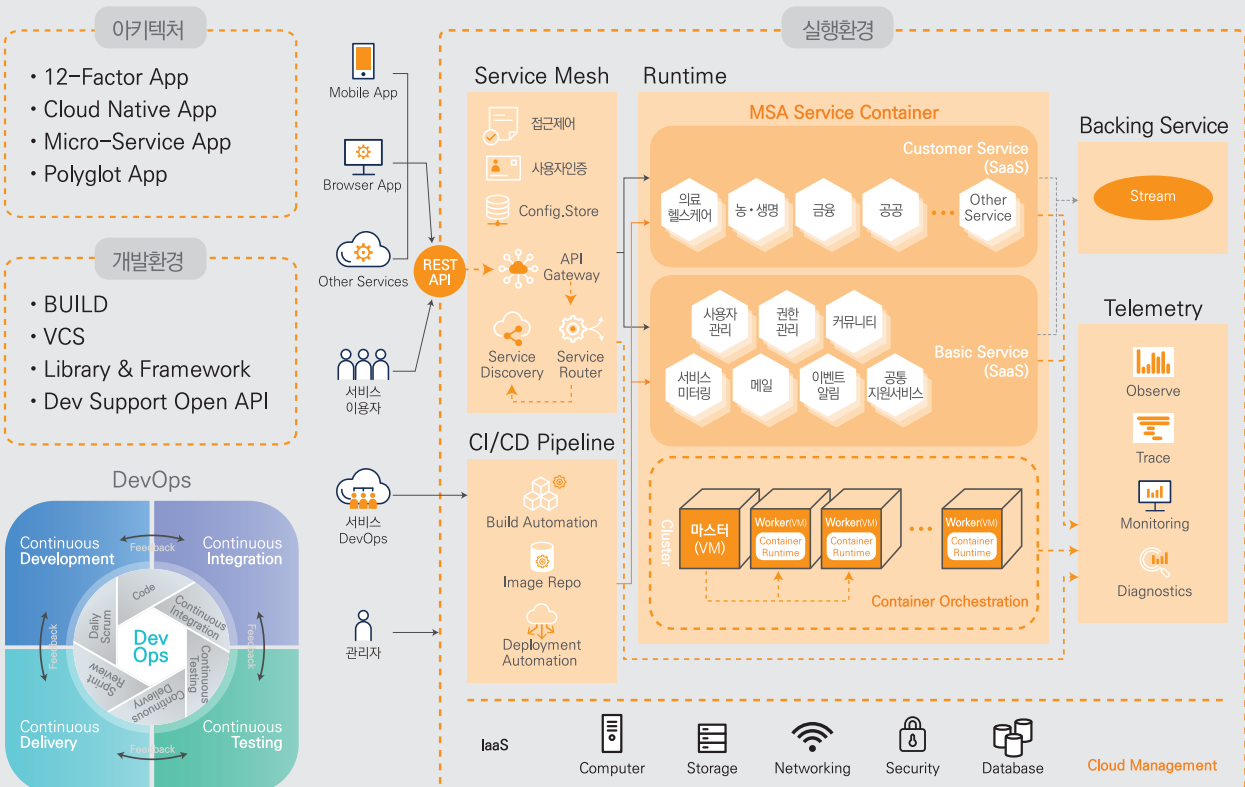 아키텍처
• 12-Factor App
• Cloud Native App
• Micro-Service App
• Polyglot App
개발환경
• BUILD
• VCS
• Library & Framework
• Dev Support Open API
DevOps
Continuous
Development
Continuous
Integration
Continuous
Delivery
Continuous
Testing
Feedback
Feedback
Feedback
Feedback
Code
Continuous
Integration
Continuous
Testing
Continuous
Delievry
Sprint
Review
Daliy
Scrum
Dev
Ops
Mobile App
Browser App
Other Services
서비스
이용자
서비스
DevOps
관리자
REST
API
실행환경
Service Mesh
접근제어
사용자인증
Config.Store
API
Gateway
Service
Discovery
Service
Router
CI/CD Pipeline
Build Automation
Image Repo
Deployment
Automation
Runtime
MSA Service Container
Customer Service
(SaaS)
의료
헬스케어
농·생명
금융
공공
•••
Other
Service
Basic Service
(SaaS)
사용자
관리
권한
관리
커뮤니티
서비스
미터링
메일
이벤트
알림
공통
지원서비스
Cluster
마스터
(VM)
Worker(VM)
Container
Runtime
Worker(VM)
Container
Runtime
•••
Worker(VM)
Container
Runtime
Container Orchestration
Backing Service
Stream
Telemetry
Observe
Trace
Monitoring
Diagnostics
IaaS
Computer
Storage
Networking
Security
Database
Cloud Management